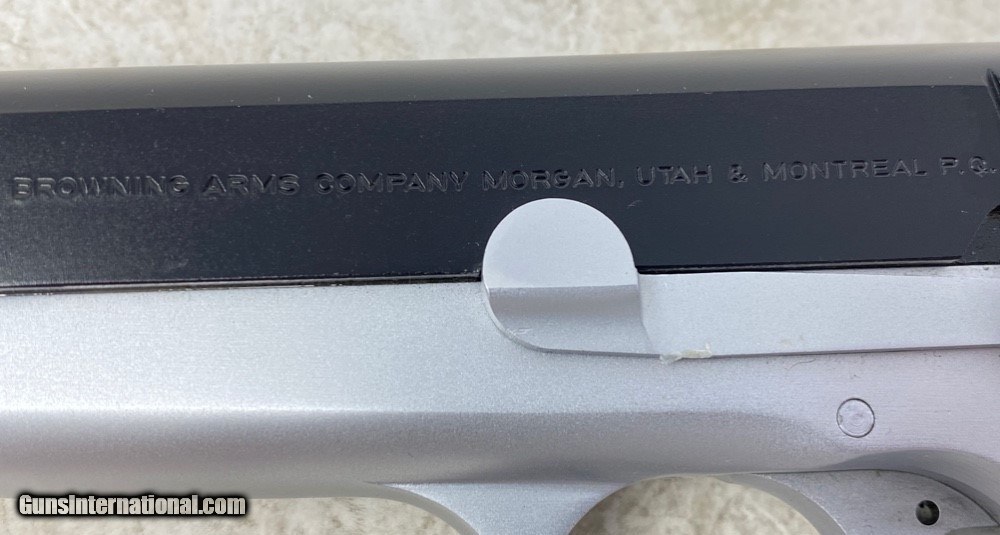 BROWNING ARMS COMPANY MORGAN, UTAH & MONTREAL P.Q.
GunsInternational.com